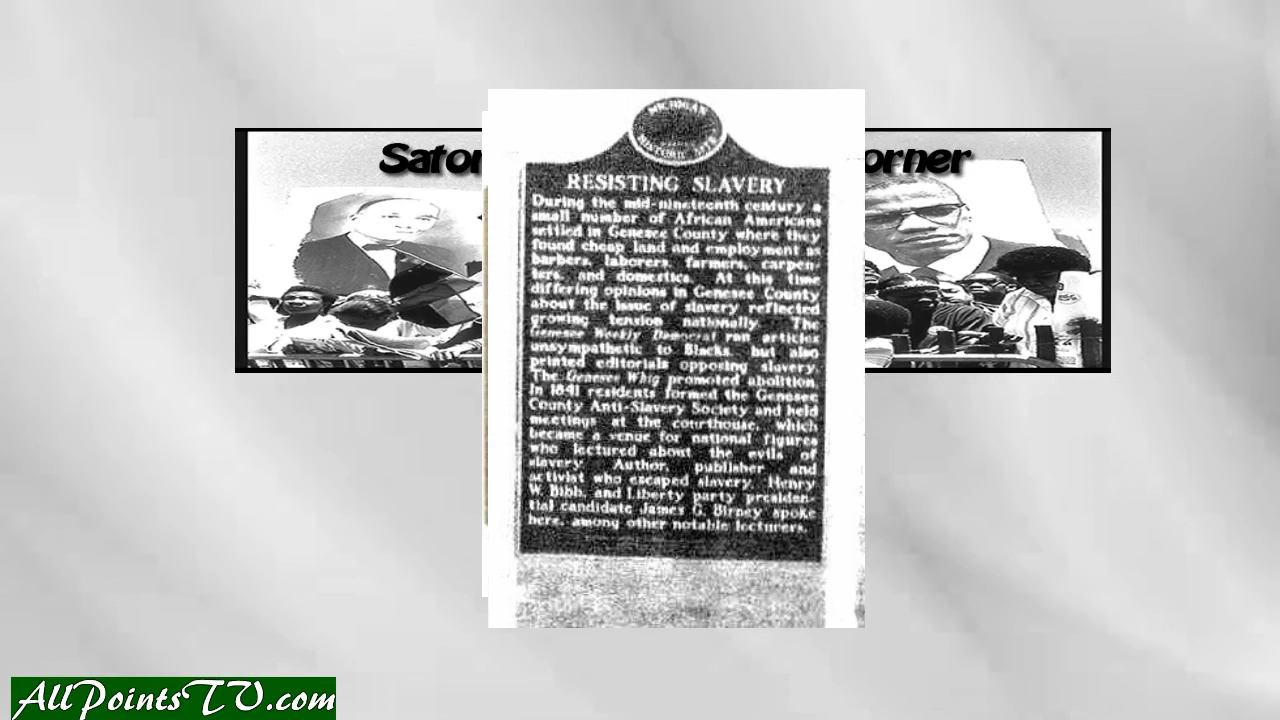 Sator
orner
MICHIGAN
HISTORIC SITE
RESISTING SLAVERY
During the mid-nineteenth century a
small number of African Americans
settled in Genesee County where they
found cheap land and employment as
barbers, laborers, farmers, carpen-
ters, and domestics. At this time
differing opinions in Genesee County
about the issue of slavery reflected
growing tension nationally. The
Genesee Weekly Democrat ran articles
unsympathetic to Blacks, but also
printed editorials opposing slavery.
The Genesee Whig promoted abolition.
In 1841 residents formed the Genesee
County Anti-Slavery Society and held
meetings at the courthouse, which
became a venue for national figures
who lectured about the evils of
slavery. Author, publisher and
activist who escaped slavery, Henry
W. Bibb, and Liberty party presiden-
tial candidate James G. Birney spoke
here, among other notable lecturers.
AllPointsTV.com